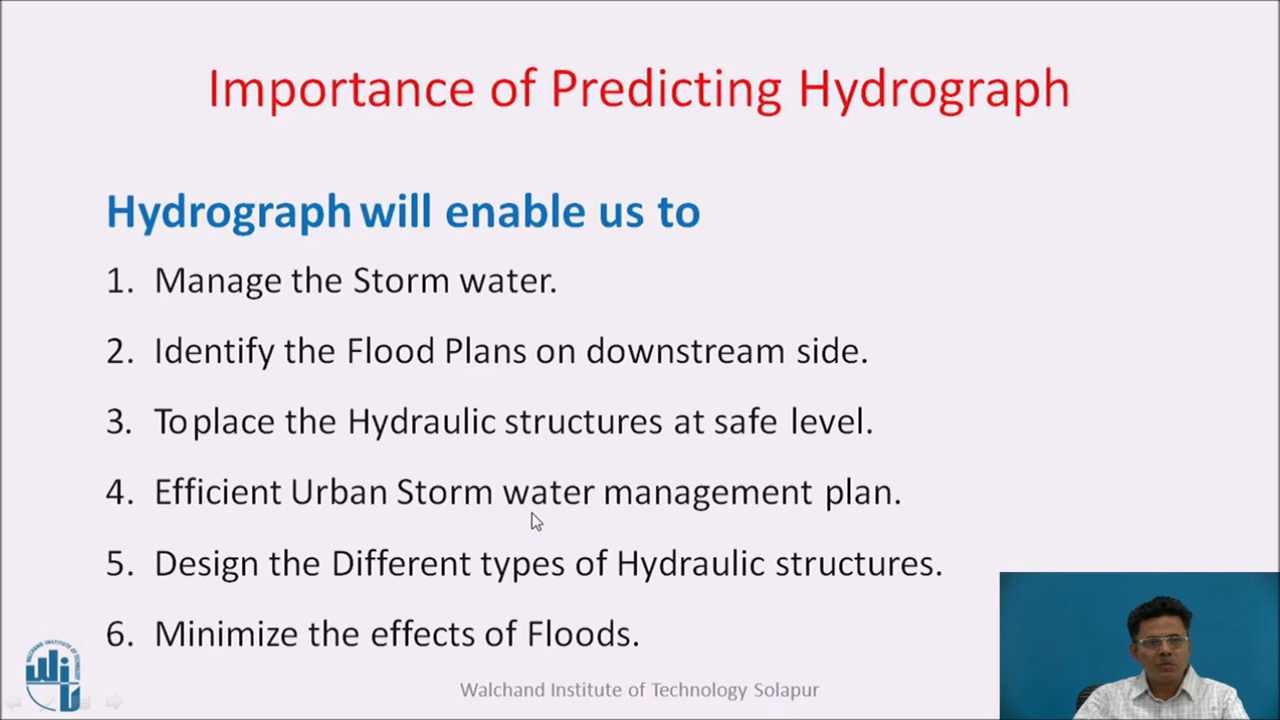 Importance of Predicting Hydrograph
Hydrograph will enable us to
1. Manage the Storm water.
2. Identify the Flood Plans on downstream side.
3. To place the Hydraulic structures at safe level.
4. Efficient Urban Storm water management plan.
5. Design the Different types of Hydraulic structures.
6. Minimize the effects of Floods.
Walchand Institute of Technology Solapur